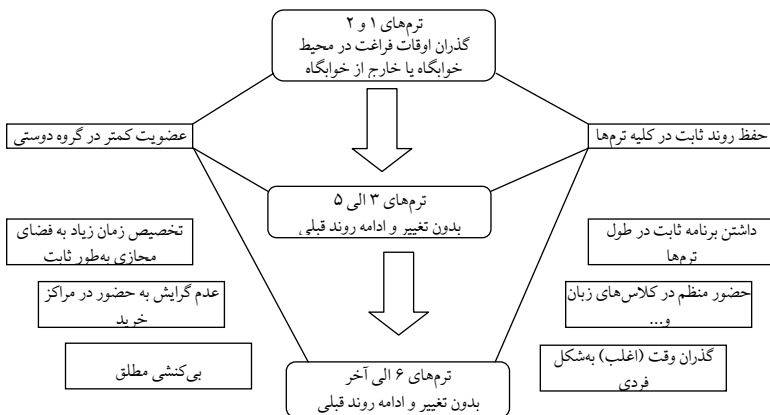 ترم‌های ۱ و ۲
گذران اوقات فراغت در محیط
خوابگاه یا خارج از خوابگاه
حفظ روند ثابت در کلیه ترم‌ها
عضویت کمتر در گروه دوستی
ترم‌های ۳ الی ۵
بدون تغییر و ادامه روند قبلی
داشتن برنامه ثابت در طول
ترم‌ها
تخصیص زمان زیاد به فضای
مجازی به‌طور ثابت
حضور منظم در کلاس‌های زبان
و...
عدم گرایش به حضور در مراکز
خرید
گذران وقت (اغلب) به‌شکل
فردی
بی‌کنشی مطلق
ترم‌های ۶ الی آخر
بدون تغییر و ادامه روند قبلی